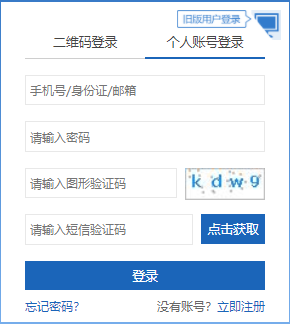 旧版用户登录
二维码登录 个人账号登录
手机号/身份证/邮箱
请输入密码
请输入图形验证码 kdw9
请输入短信验证码 点击获取
登录
忘记密码? 没有账号? 立即注册